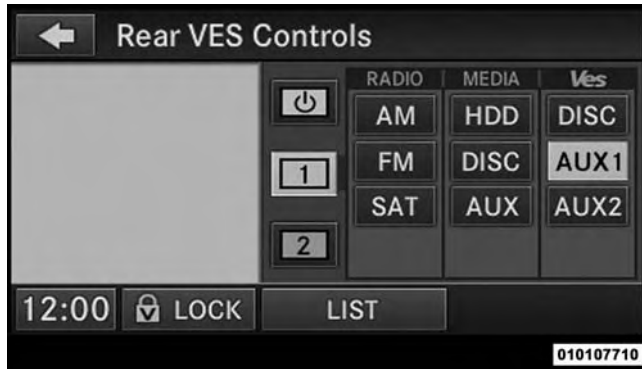 Rear VES Controls
RADIO MEDIA Ves
AM HDD DISC
1 FM DISC AUX1
SAT AUX AUX2
2
12:00 LOCK LIST
010107710